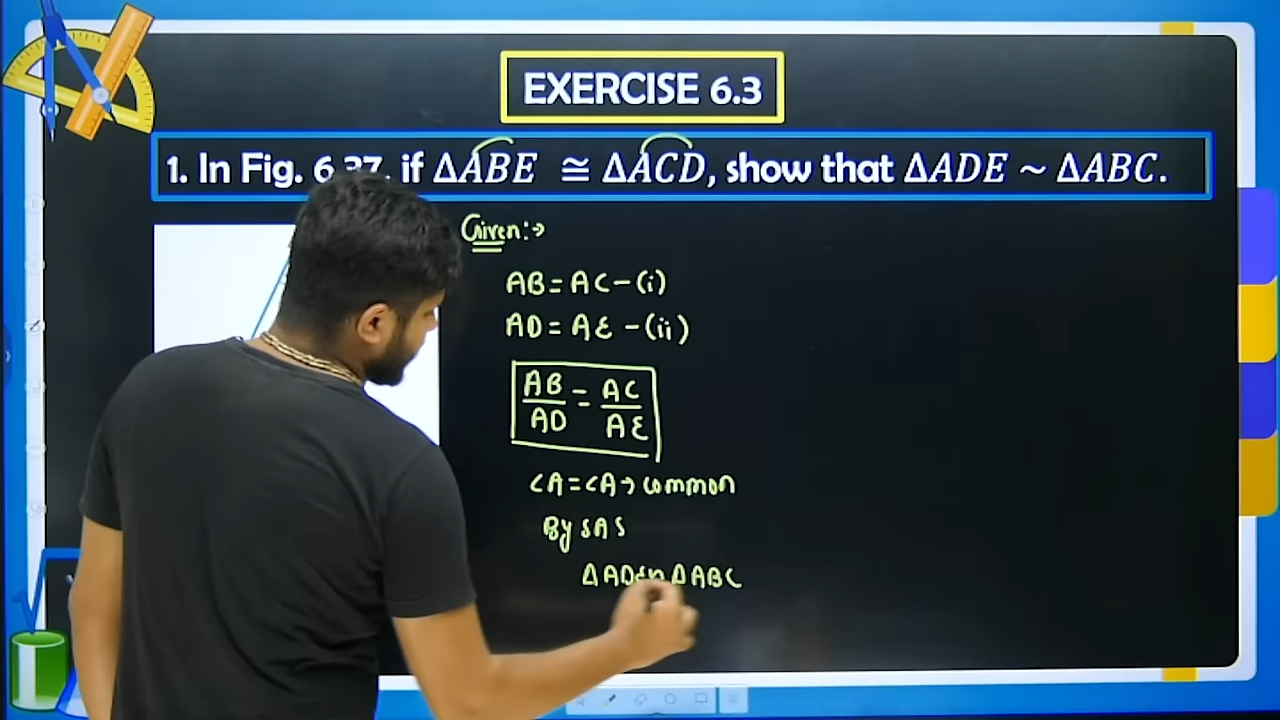 EXERCISE 6.3
1. In Fig. 6.37, if ΔABE ≅ ΔACD, show that ΔADE ~ ΔABC.
Given:→
AB = AC -(i)
AD = AE -(ii)
AB/AD = AC/AE
∠A = ∠A → common
By SAS
ΔADE ~ ΔABC